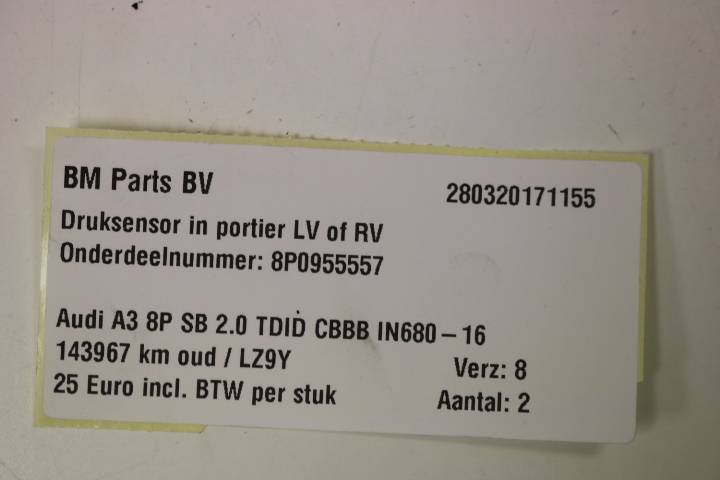 BM Parts BV 280320171155
Druksensor in portier LV of RV
Onderdeelnummer: 8P0955557
Audi A3 8P SB 2.0 TDID CBBB IN680-16
143967 km oud / LZ9Y Verz: 8
25 Euro incl. BTW per stuk Aantal: 2